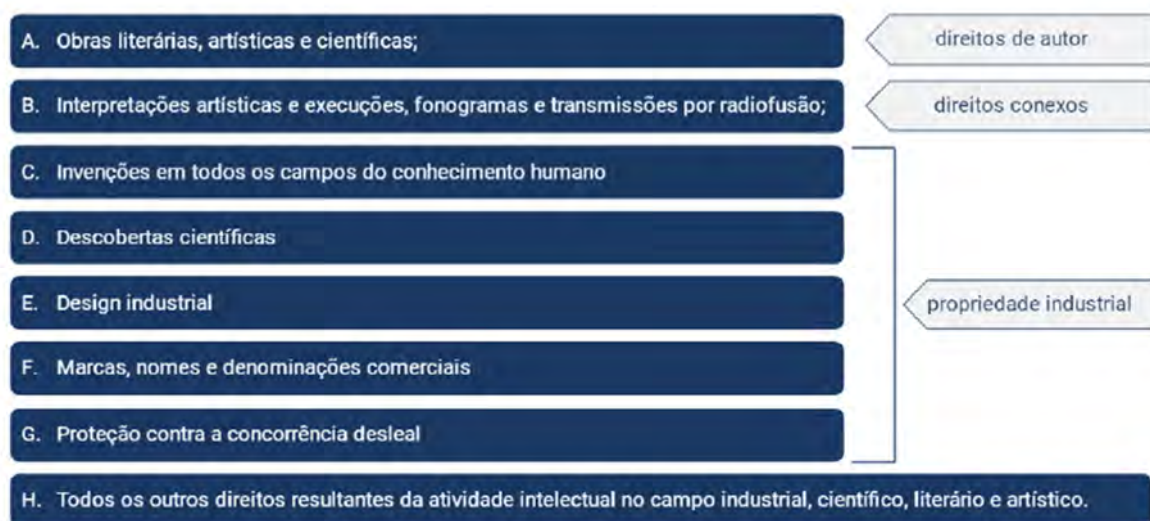 A. Obras literárias, artísticas e científicas;
direitos de autor
B. Interpretações artísticas e execuções, fonogramas e transmissões por radiofusão;
direitos conexos
C. Invenções em todos os campos do conhecimento humano
D. Descobertas científicas
E. Design industrial
propriedade industrial
F. Marcas, nomes e denominações comerciais
G. Proteção contra a concorrência desleal
H. Todos os outros direitos resultantes da atividade intelectual no campo industrial, científico, literário e artístico.